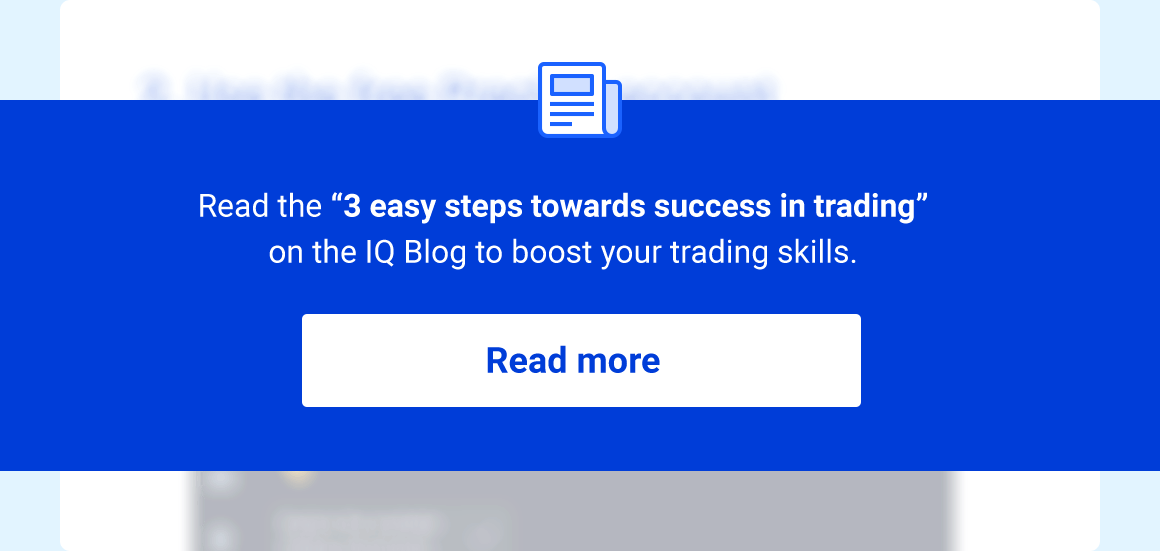 Read the “3 easy steps towards success in trading”
on the IQ Blog to boost your trading skills.
Read more